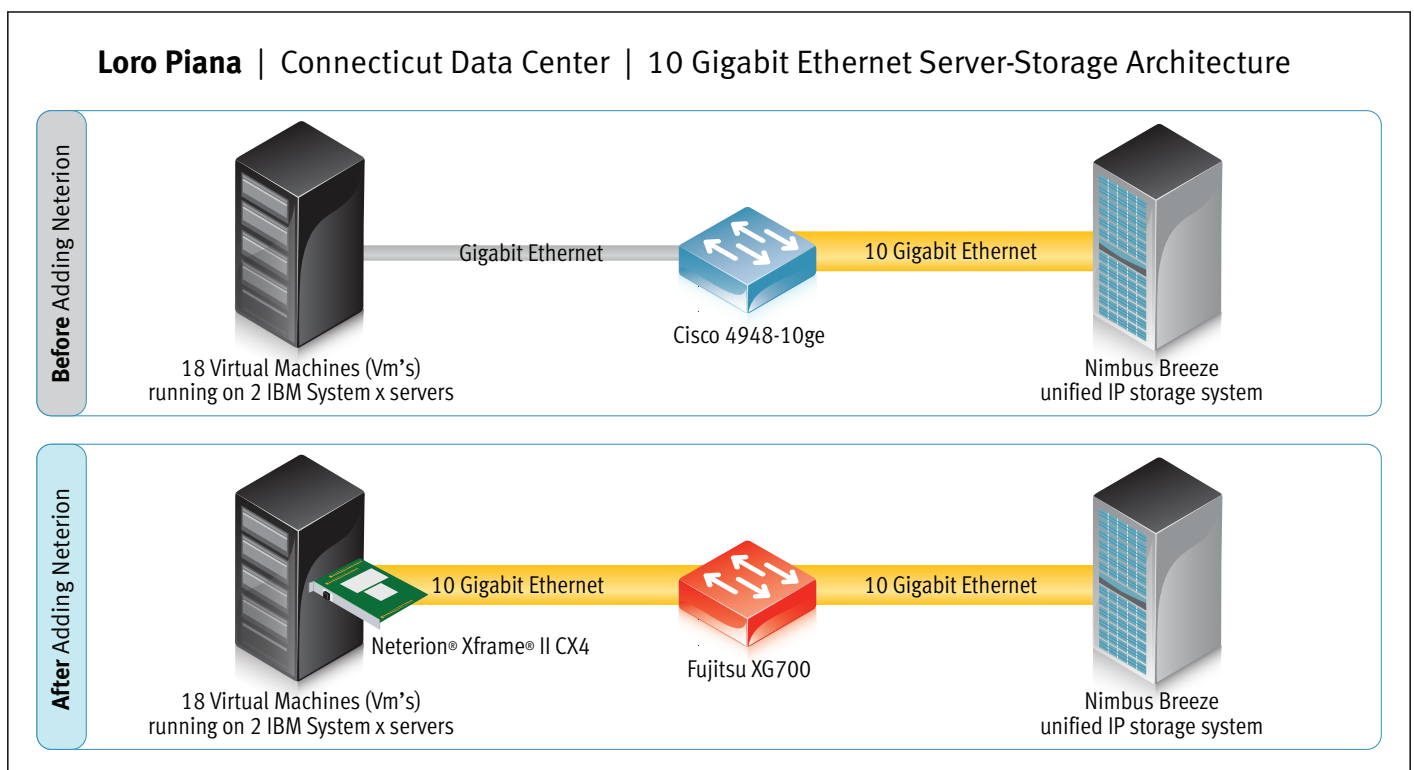 Loro Piana | Connecticut Data Center | 10 Gigabit Ethernet Server-Storage Architecture
Before Adding Neterion
Gigabit Ethernet
10 Gigabit Ethernet
Cisco 4948-10ge
18 Virtual Machines (Vm's)
running on 2 IBM System x servers
Nimbus Breeze
unified IP storage system
After Adding Neterion
10 Gigabit Ethernet
10 Gigabit Ethernet
Neterion® Xframe® II CX4
Fujitsu XG700
18 Virtual Machines (Vm's)
running on 2 IBM System x servers
Nimbus Breeze
unified IP storage system